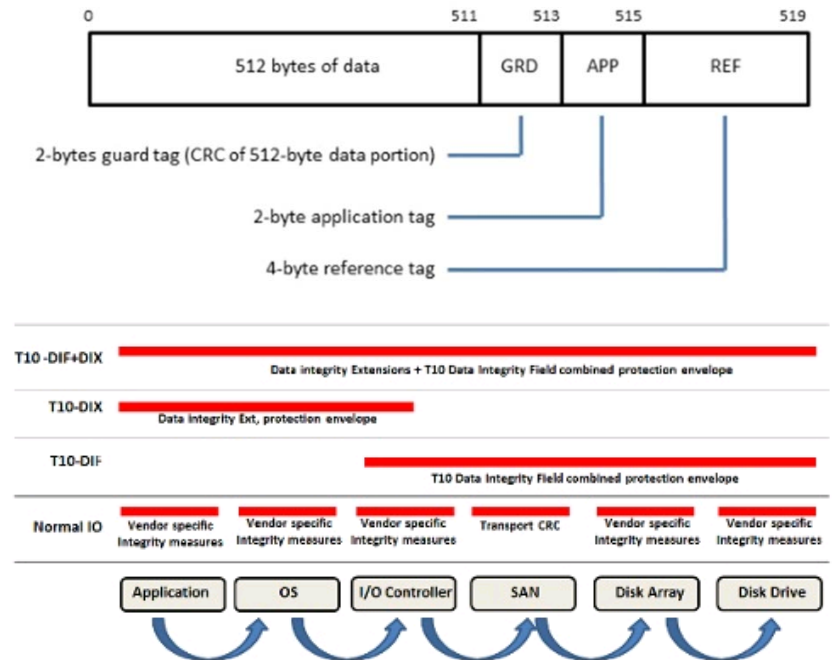 0 511 513 515 519
512 bytes of data GRD APP REF
2-bytes guard tag (CRC of 512-byte data portion)
2-byte application tag
4-byte reference tag
T10 -DIF+DIX
Data integrity Extensions + T10 Data Integrity Field combined protection envelope
T10-DIX
Data Integrity Ext, protection envelope
T10-DIF
T10 Data Integrity Field combined protection envelope
Normal IO
Vendor specific
Integrity measures
Vendor specific
Integrity measures
Vendor specific
Integrity measures
Transport CRC
Vendor specific
Integrity measures
Vendor specific
Integrity measures
Application OS I/O Controller SAN Disk Array Disk Drive